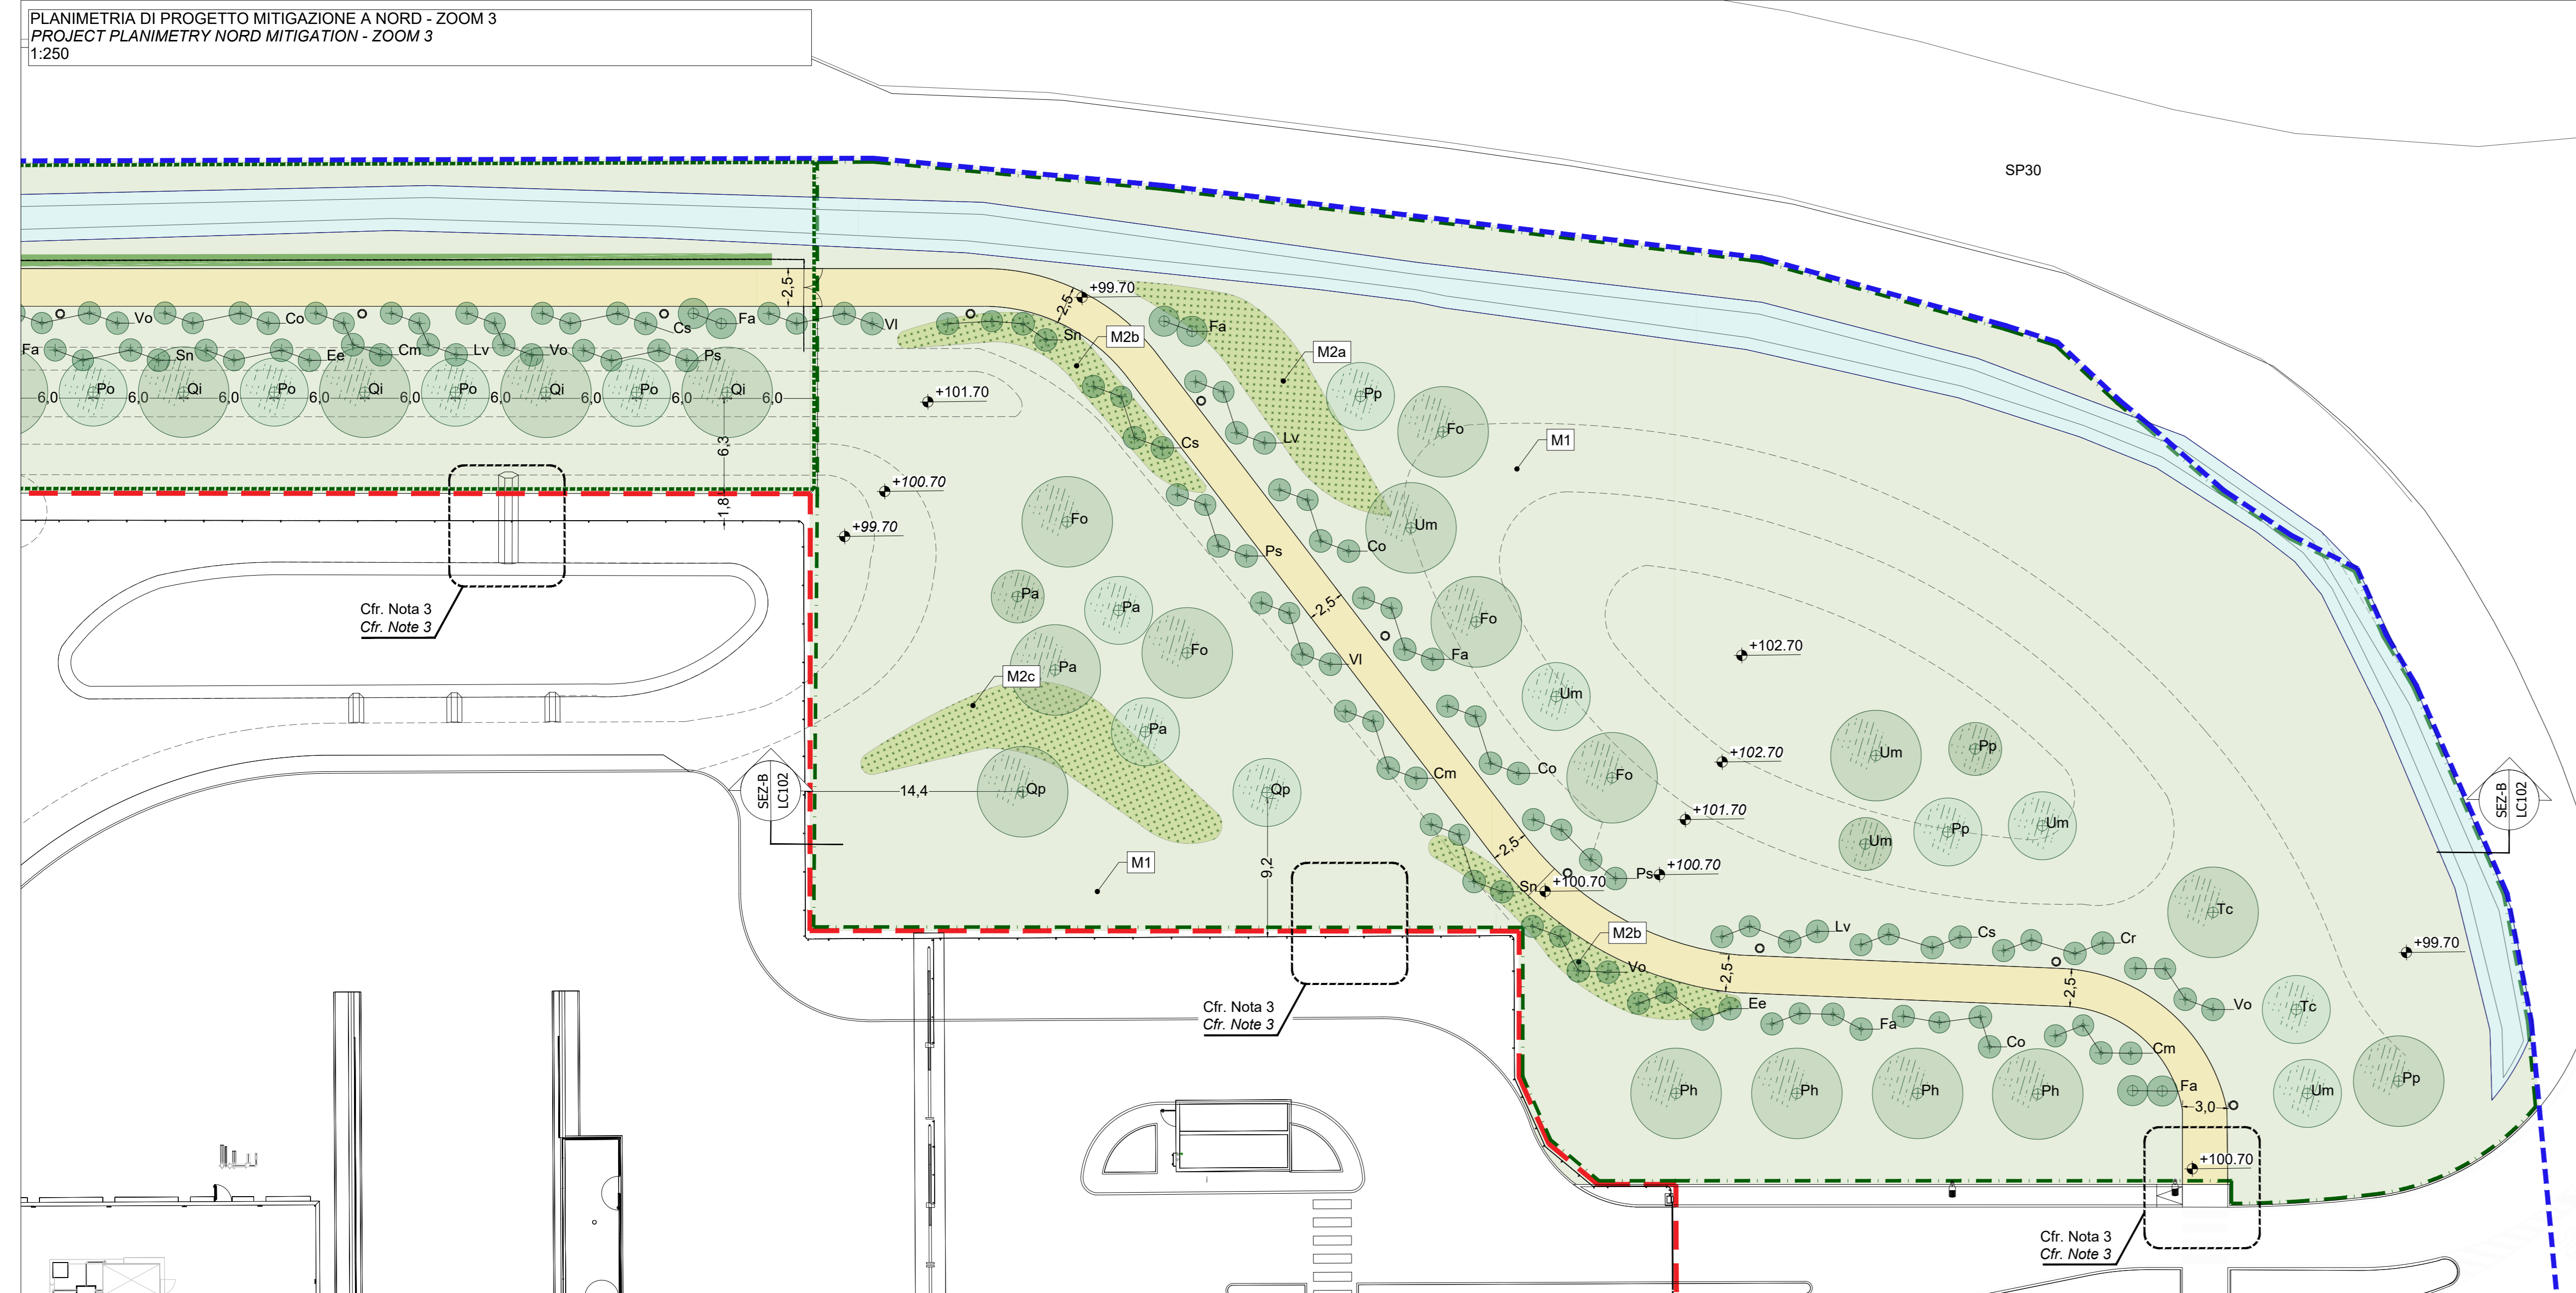 PLANIMETRIA DI PROGETTO MITIGAZIONE A NORD - ZOOM 3
PROJECT PLANIMETRY NORD MITIGATION - ZOOM 3
1:250
SP30
2,5
2,5
+99.70
Vo
Co
Cs
Fa
Vl
Sn
M2b
Fa
M2a
Fa
Sn
Ee
Cm
Lv
Vo
Ps
Po
Qi
Po
Qi
Po
Qi
Po
Qi
6,0
6,0
6,0
6,0
6,0
6,0
6,0
6,0
6,0
+101.70
Pp
Fo
Cs
Lv
M1
6,3
1,8
+100.70
+99.70
Fo
Ps
Co
Um
Pa
Pa
Fo
Pa
M2c
Pa
2,5
Fo
Vl
Fa
+102.70
Um
Cfr. Nota 3
Cfr. Note 3
SEZ-B
LC102
14,4
Qp
Qp
Cm
Co
Fo
+102.70
Um
Pp
Um
Pp
Um
SEZ-B
LC102
+101.70
2,5
9,2
M1
Sn
+100.70
Ps
+100.70
M2b
Vo
Lv
Cs
Cr
Tc
+99.70
2,5
2,5
Ee
Fa
Co
Cm
Vo
Tc
Cfr. Nota 3
Cfr. Note 3
Ph
Ph
Ph
Ph
Fa
3,0
Um
Pp
+100.70
Cfr. Nota 3
Cfr. Note 3